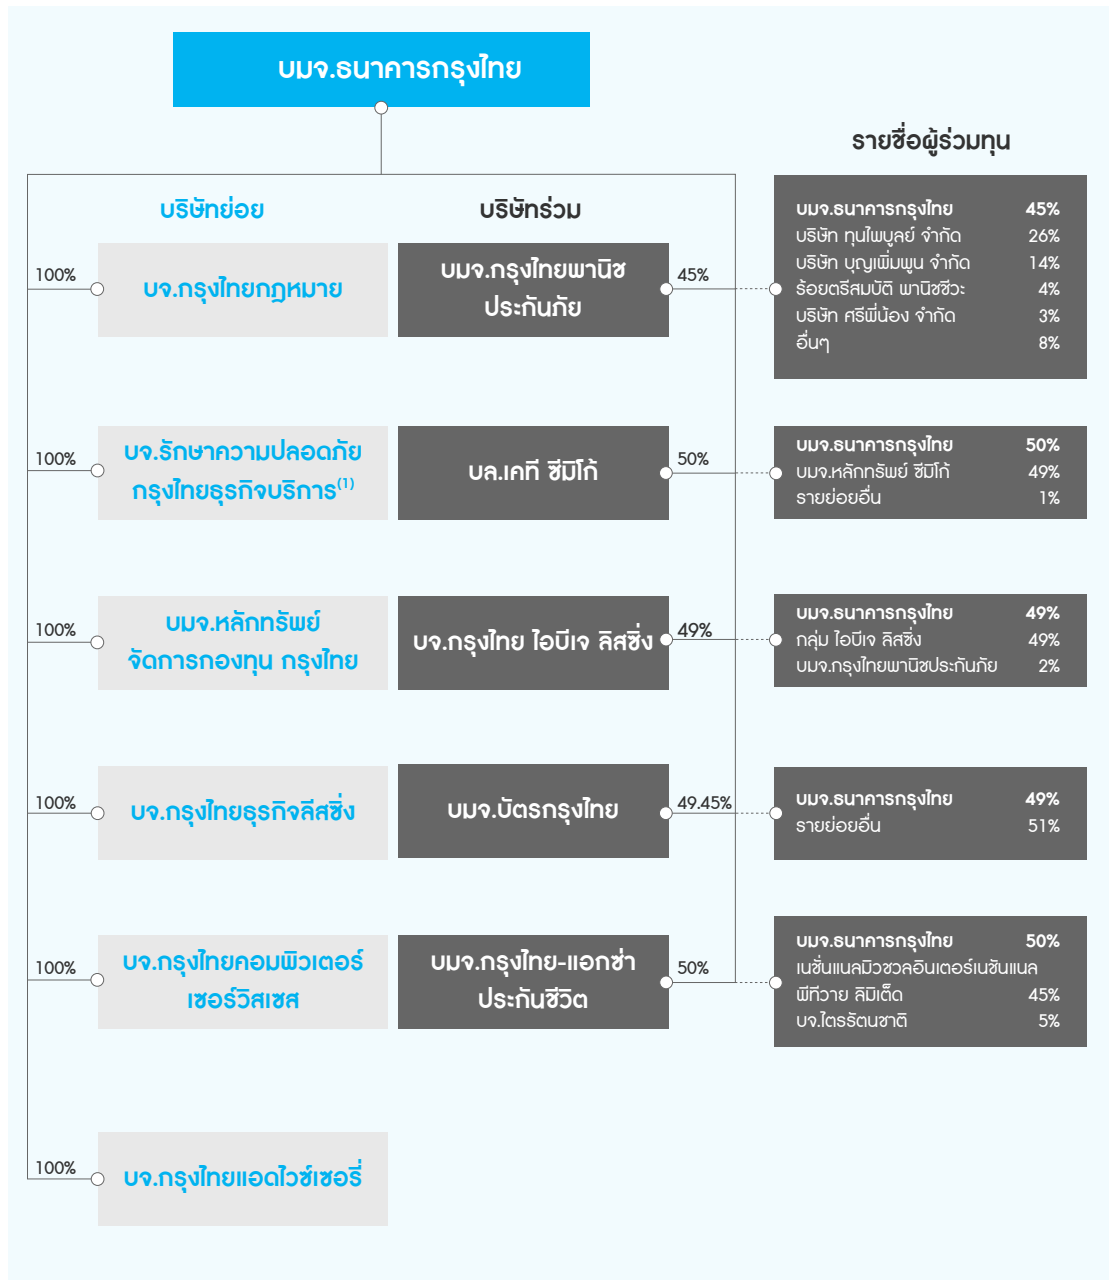 บมจ.ธนาคารกรุงไทย
รายชื่อผู้ร่วมทุน
บริษัทย่อย
บริษัทร่วม
100%
บจ.กรุงไทยกฎหมาย
บมจ.กรุงไทยพานิช
ประกันภัย
45%
บมจ.ธนาคารกรุงไทย 45%
บริษัท ทุนไพบูลย์ จำกัด 26%
บริษัท บุญเพิ่มพูน จำกัด 14%
ร้อยตรีสมบัติ พานิชชีวะ 4%
บริษัท ศรีพี่น้อง จำกัด 3%
อื่นๆ 8%
100%
บจ.รักษาความปลอดภัย
กรุงไทยธุรกิจบริการ(1)
บล.เคที ซีมิโก้
50%
บมจ.ธนาคารกรุงไทย 50%
บมจ.หลักทรัพย์ ซีมิโก้ 49%
รายย่อยอื่น 1%
100%
บมจ.หลักทรัพย์
จัดการกองทุน กรุงไทย
บจ.กรุงไทย ไอบีเจ ลิสซิ่ง
49%
บมจ.ธนาคารกรุงไทย 49%
กลุ่ม ไอบีเจ ลิสซิ่ง 49%
บมจ.กรุงไทยพานิชประกันภัย 2%
100%
บจ.กรุงไทยธุรกิจลีสซิ่ง
บมจ.บัตรกรุงไทย
49.45%
บมจ.ธนาคารกรุงไทย 49%
รายย่อยอื่น 51%
100%
บจ.กรุงไทยคอมพิวเตอร์
เซอร์วิสเซส
บมจ.กรุงไทย-แอกซ่า
ประกันชีวิต
50%
บมจ.ธนาคารกรุงไทย 50%
เนชั่นแนลมิวชวลอินเตอร์เนชันแนล
พีทีวาย ลิมิเต็ด 45%
บจ.ไตรรัตนชาติ 5%
100%
บจ.กรุงไทยแอดไวซ์เซอรี่